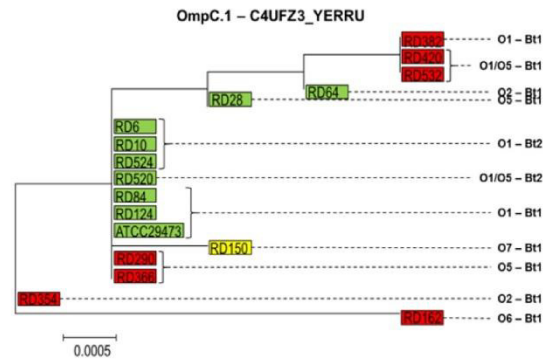 OmpC.1 – C4UFZ3_YERRU
RD382 O1 – Bt1
RD420
O1/O5 – Bt1
RD532
RD64 O2 – Bt1
RD28 O5 – Bt1
RD6
RD10 O1 – Bt2
RD524
RD520 O1/O5 – Bt2
RD84
RD124 O1 – Bt1
ATCC29473
RD150 O7 – Bt1
RD290
O5 – Bt1
RD366
RD354 O2 – Bt1
RD162 O6 – Bt1
0.0005